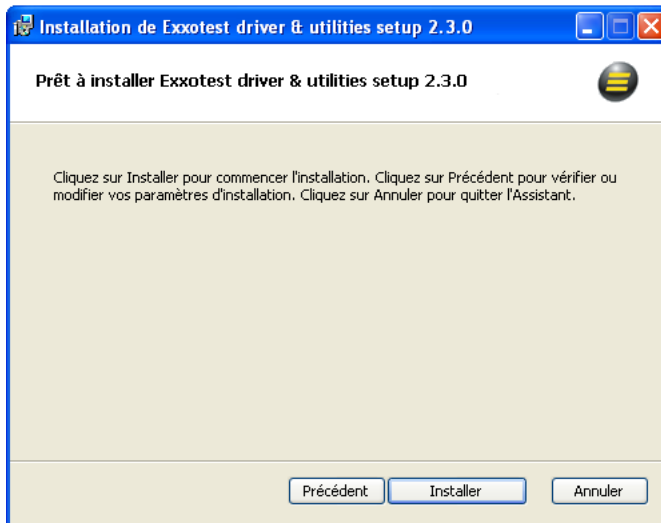 Installation de Exxotest driver & utilities setup 2.3.0
Prêt à installer Exxotest driver & utilities setup 2.3.0
Cliquez sur Installer pour commencer l'installation. Cliquez sur Précédent pour vérifier ou
modifier vos paramètres d'installation. Cliquez sur Annuler pour quitter l'Assistant.
Précédent Installer Annuler